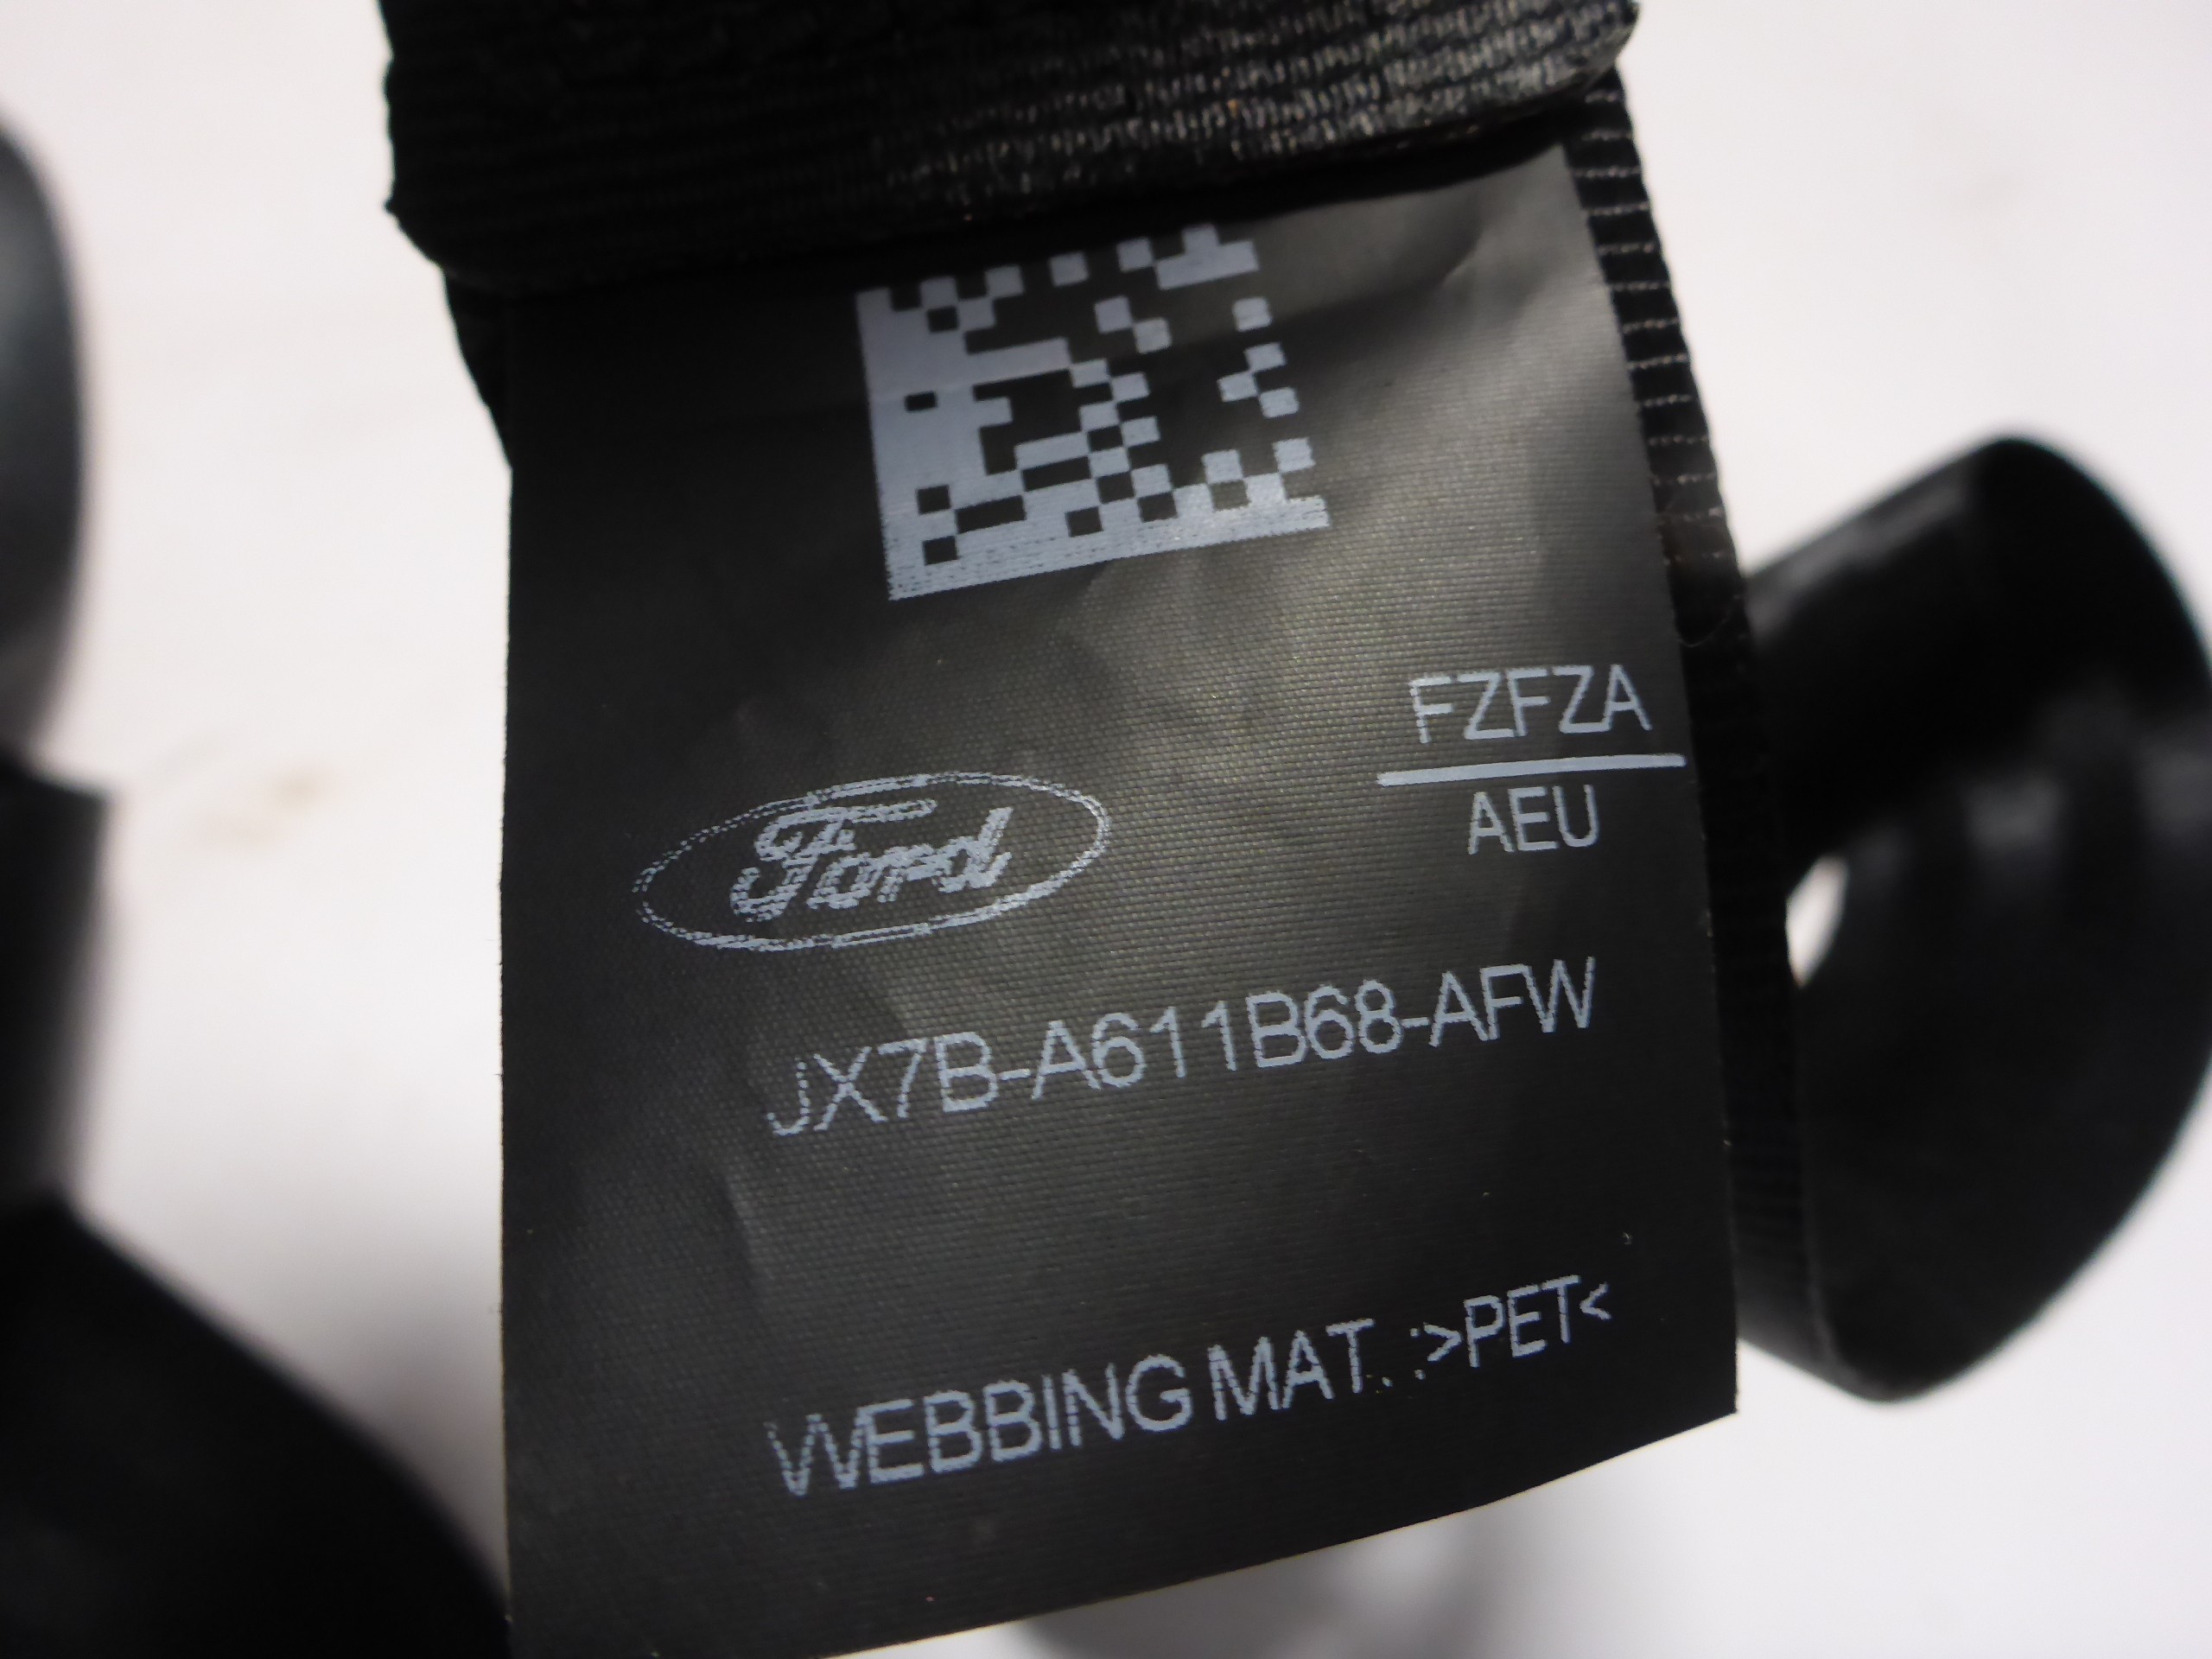 FZFZA
AEU
Ford
JX7B-A611B68-AFW
WEBBING MAT. :>PET<